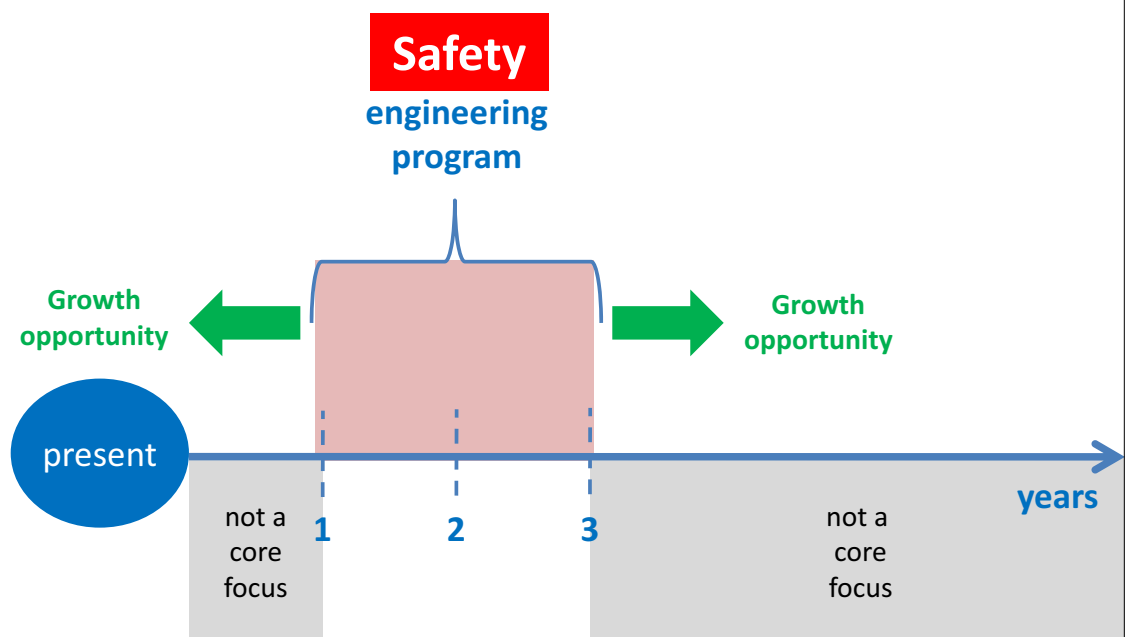 Safety
engineering
program
Growth
opportunity
Growth
opportunity
present
years
1
2
3
not a
core
focus
not a
core
focus